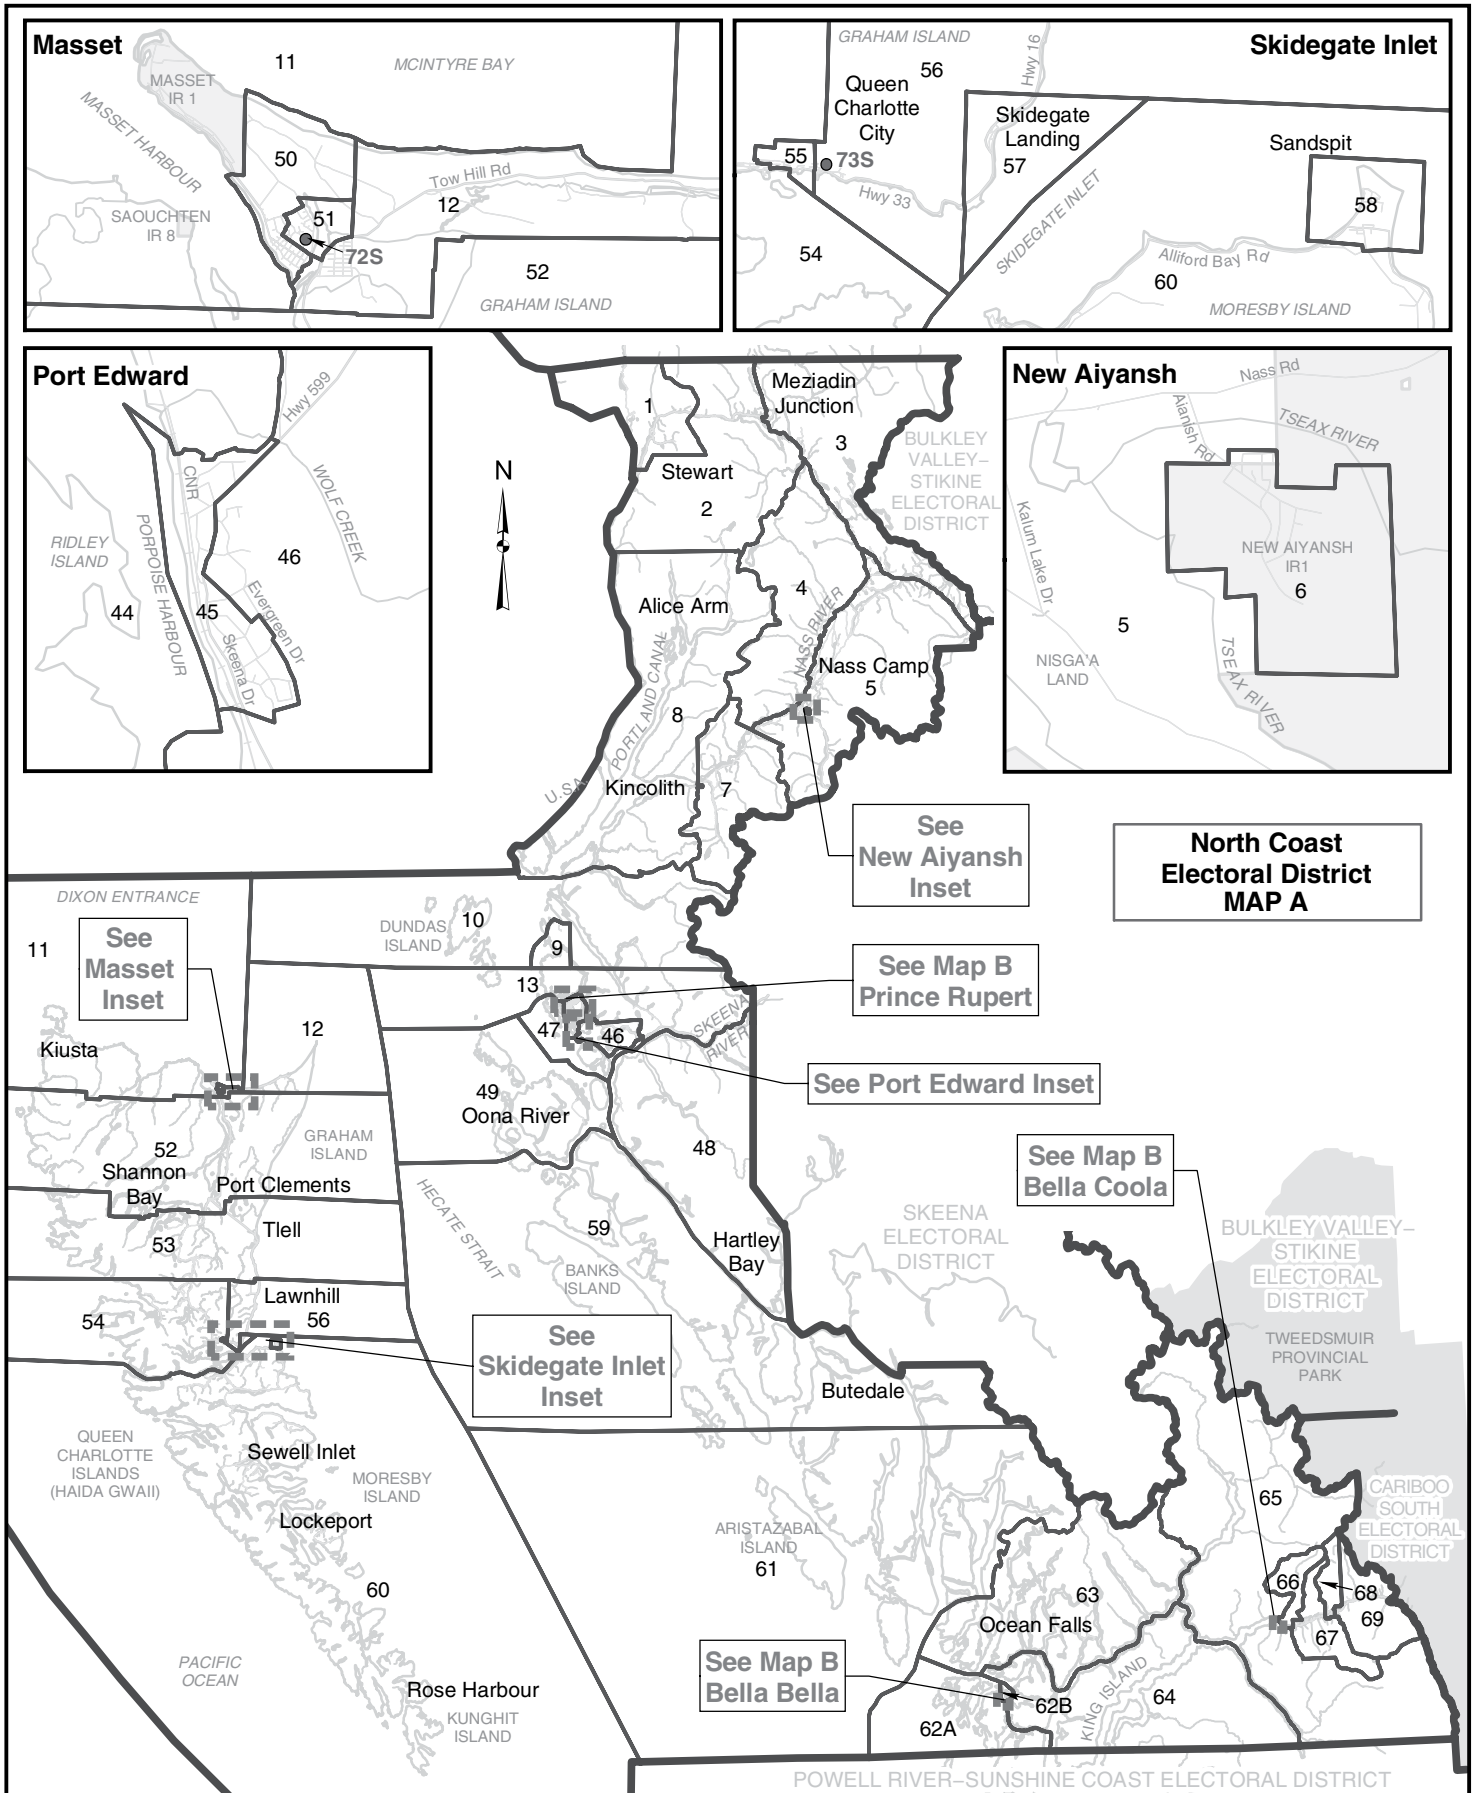 Masset
11
MCINTYRE BAY
MASSET
IR 1
MASSET HARBOUR
50
Tow Hill Rd
12
51
SAOUCHTEN
IR 8
72S
52
GRAHAM ISLAND
Skidegate Inlet
GRAHAM ISLAND
Hwy 16
56
Queen
Charlotte
City
Skidegate
Landing
57
Sandspit
55
73S
Hwy 33
SKIDEGATE INLET
58
54
Alliford Bay Rd
60
MORESBY ISLAND
Port Edward
Hwy 599
CNR
WOLF CREEK
PORPOISE HARBOUR
RIDLEY
ISLAND
46
44
45
Evergreen Dr
Skeena Dr
N
New Aiyansh
Nass Rd
Aianish Rd
TSEAX RIVER
Kalum Lake Dr
NEW AIYANSH
IR1
6
5
NISGA'A
LAND
TSEAX RIVER
1
Meziadin
Junction
3
BULKLEY
VALLEY–
STIKINE
ELECTORAL
DISTRICT
Stewart
2
4
Alice Arm
NASS RIVER
Nass Camp
5
PORTLAND CANAL
8
U.S.A.
Kincolith
7
See
New Aiyansh
Inset
North Coast
Electoral District
MAP A
DIXON ENTRANCE
11
See
Masset
Inset
DUNDAS
ISLAND
10
9
See Map B
Prince Rupert
13
12
47
46
SKEENA
RIVER
Kiusta
See Port Edward Inset
49
Oona River
48
52
Shannon
Bay
GRAHAM
ISLAND
Port Clements
See Map B
Bella Coola
HECATE STRAIT
Tlell
53
59
Hartley
Bay
SKEENA
ELECTORAL
DISTRICT
BULKLEY VALLEY–
STIKINE
ELECTORAL
DISTRICT
BANKS
ISLAND
Lawnhill
54
56
See
Skidegate Inlet
Inset
TWEEDSMUIR
PROVINCIAL
PARK
Butedale
QUEEN
CHARLOTTE
ISLANDS
(HAIDA GWAII)
Sewell Inlet
MORESBY
ISLAND
Lockeport
60
ARISTAZABAL
ISLAND
61
65
CARIBOO
SOUTH
ELECTORAL
DISTRICT
66
68
69
67
63
Ocean Falls
See Map B
Bella Bella
PACIFIC
OCEAN
Rose Harbour
KUNGHIT
ISLAND
62A
62B
KING ISLAND
64
POWELL RIVER–SUNSHINE COAST ELECTORAL DISTRICT